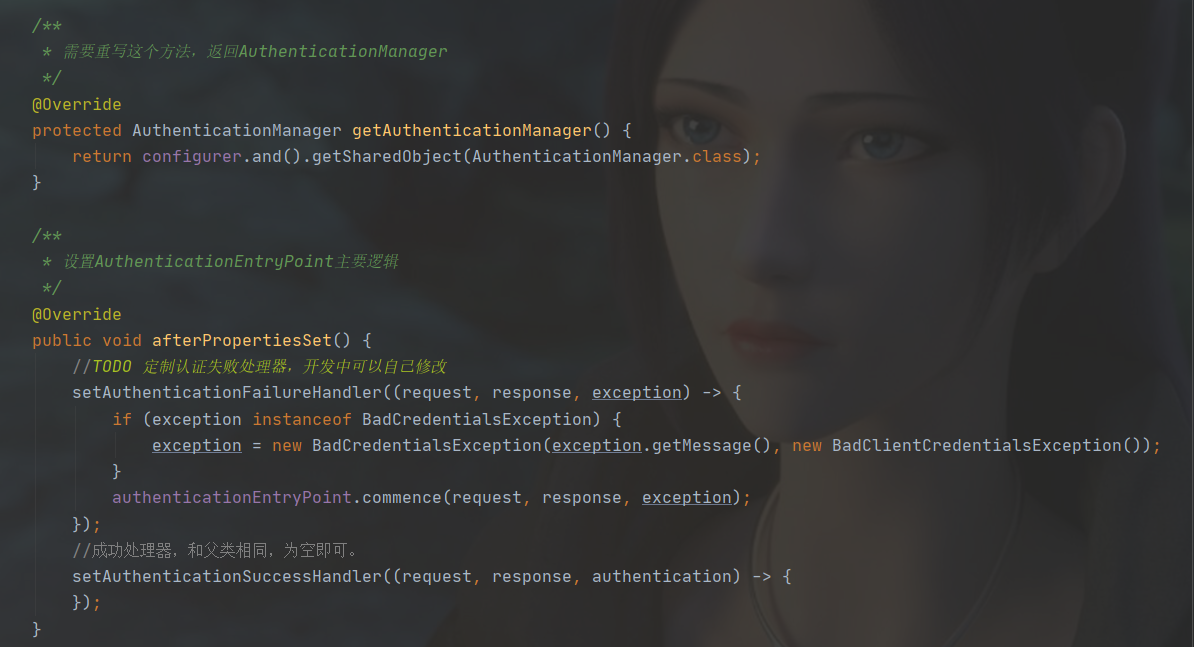 /**
 * 需要重写这个方法，返回AuthenticationManager
 */
@Override
protected AuthenticationManager getAuthenticationManager() {
    return configurer.and().getSharedObject(AuthenticationManager.class);
}

/**
 * 设置AuthenticationEntryPoint主要逻辑
 */
@Override
public void afterPropertiesSet() {
    //TODO 定制认证失败处理器，开发中可以自己修改
    setAuthenticationFailureHandler((request, response, exception) -> {
        if (exception instanceof BadCredentialsException) {
            exception = new BadCredentialsException(exception.getMessage(), new BadClientCredentialsException());
        }
        authenticationEntryPoint.commence(request, response, exception);
    });
    //成功处理器，和父类相同，为空即可。
    setAuthenticationSuccessHandler((request, response, authentication) -> {
    });
}